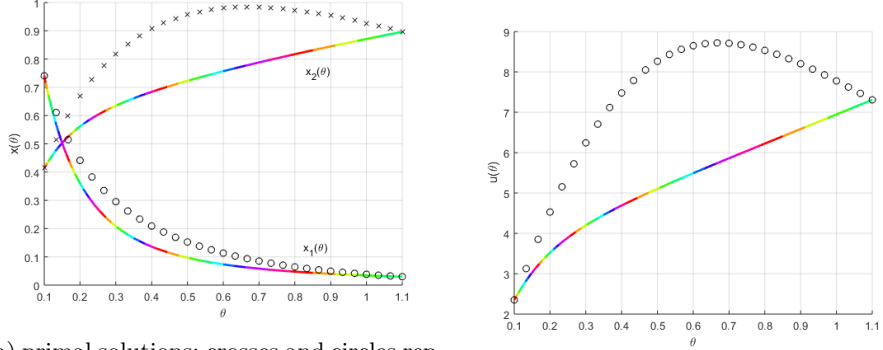 1
0.9
0.8
0.7
0.6
0.5
0.4
0.3
0.2
0.1
0
x(θ)
x₂(θ)
x₁(θ)
0.1 0.2 0.3 0.4 0.5 0.6 0.7 0.8 0.9 1 1.1
θ
9
8
7
6
5
4
3
2
u(θ)
0.1 0.2 0.3 0.4 0.5 0.6 0.7 0.8 0.9 1 1.1
θ
) primal solutions: crosses and circles rep